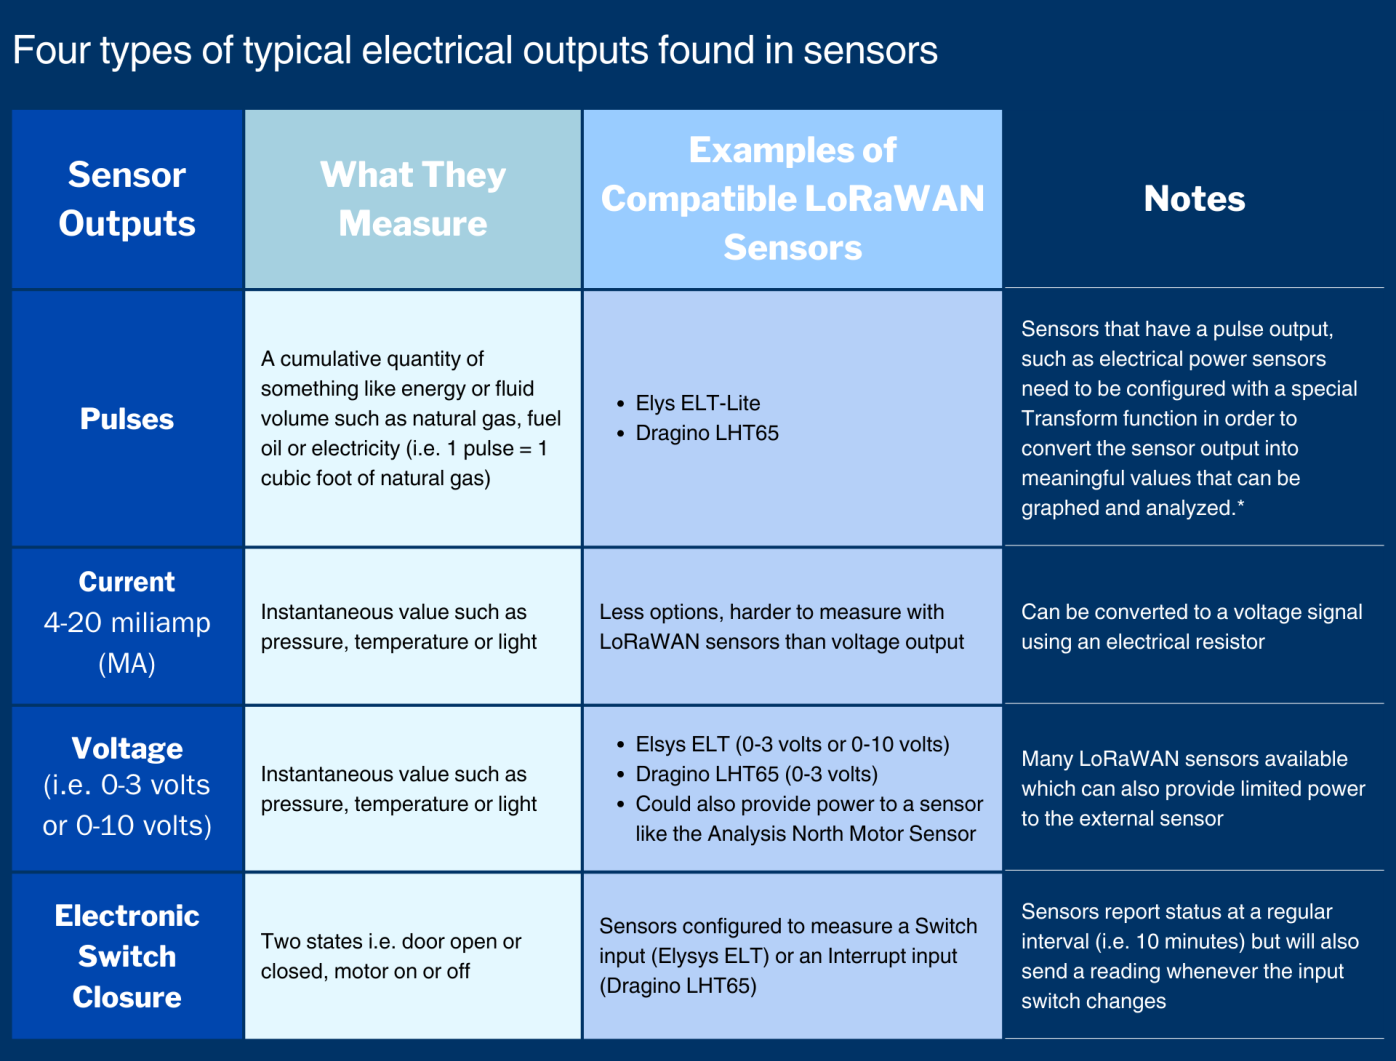 Four types of typical electrical outputs found in sensors
Sensor
Outputs
What They
Measure
Examples of
Compatible LoRaWAN
Sensors
Notes
Pulses
A cumulative quantity of
something like energy or fluid
volume such as natural gas, fuel
oil or electricity (i.e. 1 pulse = 1
cubic foot of natural gas)
• Elys ELT-Lite
• Dragino LHT65
Sensors that have a pulse output,
such as electrical power sensors
need to be configured with a special
Transform function in order to
convert the sensor output into
meaningful values that can be
graphed and analyzed.*
Current
4-20 miliamp
(MA)
Instantaneous value such as
pressure, temperature or light
Less options, harder to measure with
LoRaWAN sensors than voltage output
Can be converted to a voltage signal
using an electrical resistor
Voltage
(i.e. 0-3 volts
or 0-10 volts)
Instantaneous value such as
pressure, temperature or light
• Elsys ELT (0-3 volts or 0-10 volts)
• Dragino LHT65 (0-3 volts)
• Could also provide power to a sensor
like the Analysis North Motor Sensor
Many LoRaWAN sensors available
which can also provide limited power
to the external sensor
Electronic
Switch
Closure
Two states i.e. door open or
closed, motor on or off
Sensors configured to measure a Switch
input (Elysys ELT) or an Interrupt input
(Dragino LHT65)
Sensors report status at a regular
interval (i.e. 10 minutes) but will also
send a reading whenever the input
switch changes